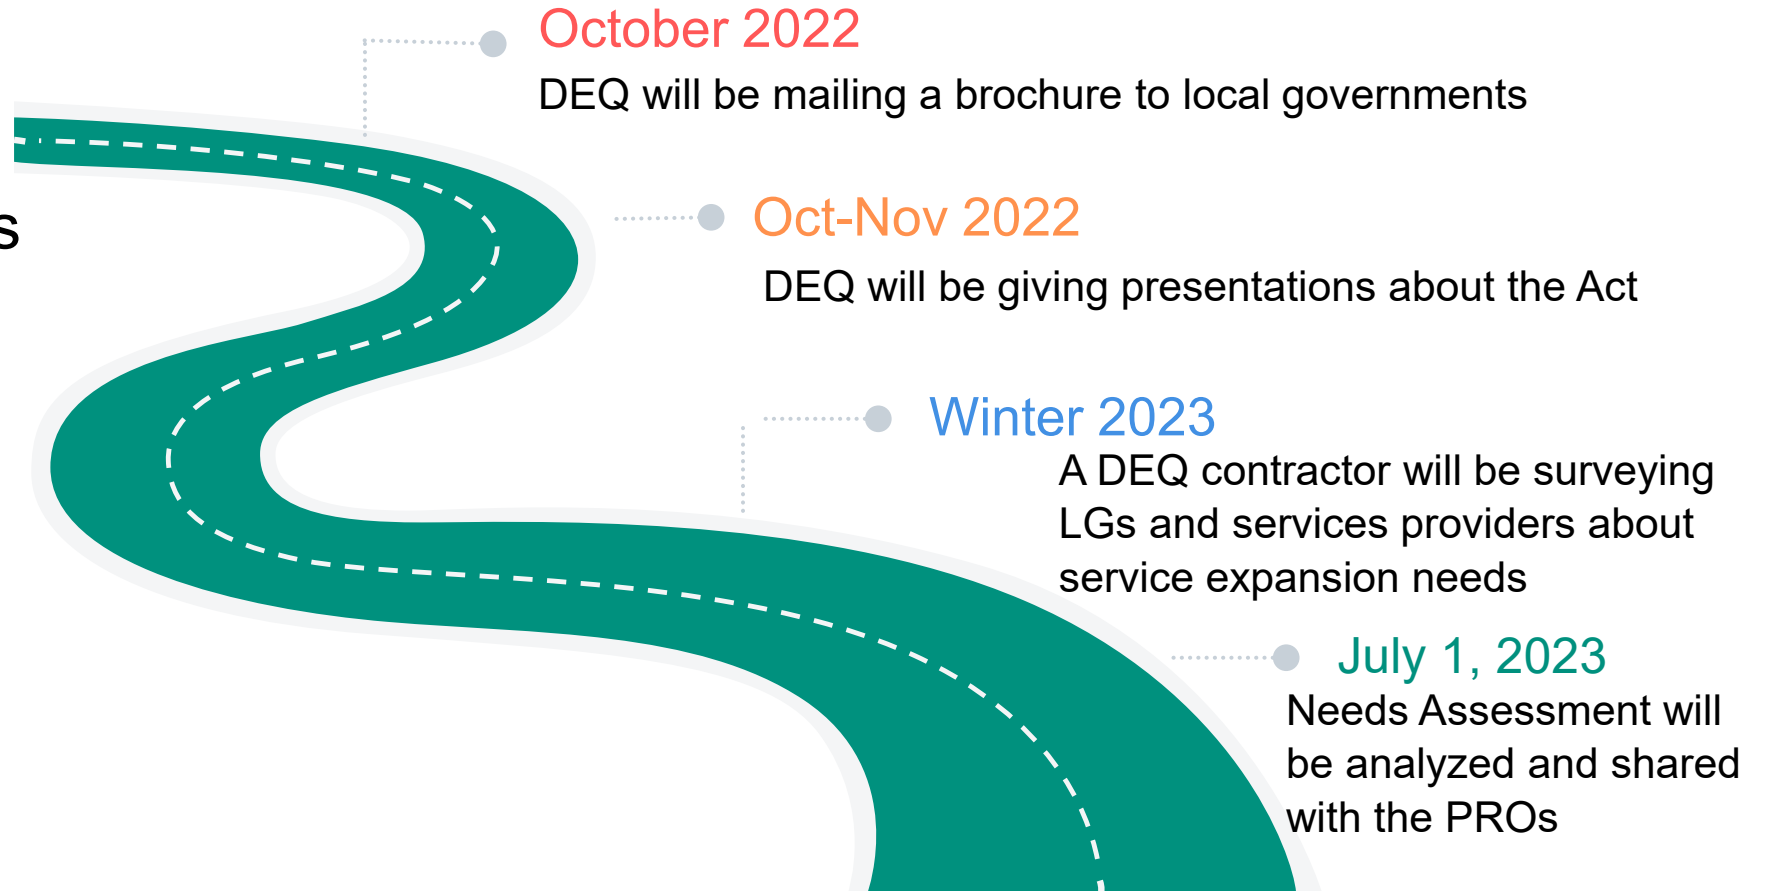 October 2022
DEQ will be mailing a brochure to local governments
s
Oct-Nov 2022
DEQ will be giving presentations about the Act
Winter 2023
A DEQ contractor will be surveying
LGs and services providers about
service expansion needs
July 1, 2023
Needs Assessment will
be analyzed and shared
with the PROs